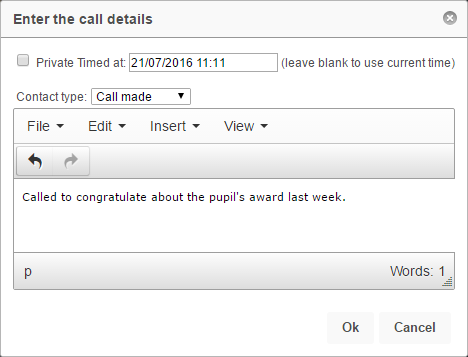 Enter the call details
Private Timed at: 21/07/2016 11:11 (leave blank to use current time)
Contact type: Call made
File Edit Insert View
Called to congratulate about the pupil's award last week.
p Words: 1
Ok Cancel